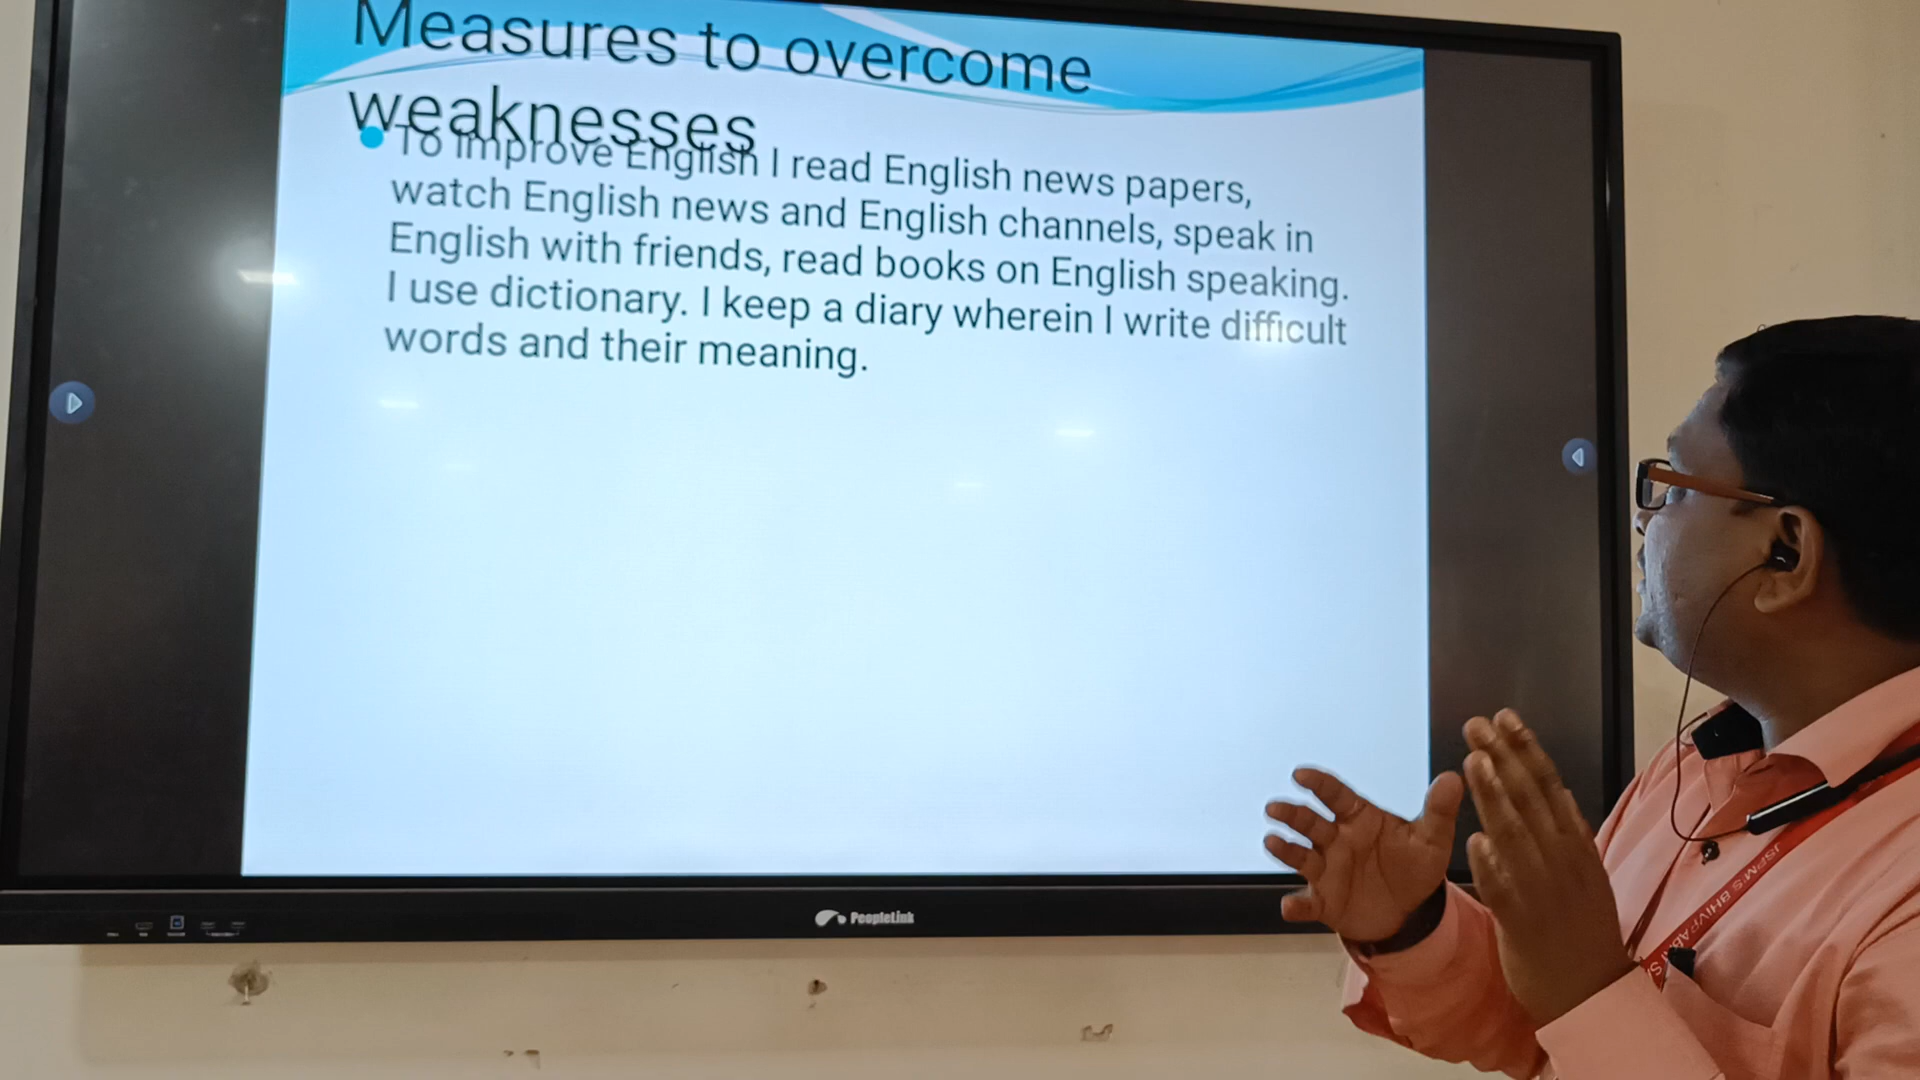 Measures to overcome
weaknesses
To improve English I read English news papers,
watch English news and English channels, speak in
English with friends, read books on English speaking.
I use dictionary. I keep a diary wherein I write difficult
words and their meaning.
PeopleLink
JSPM'S BHIVRABAI